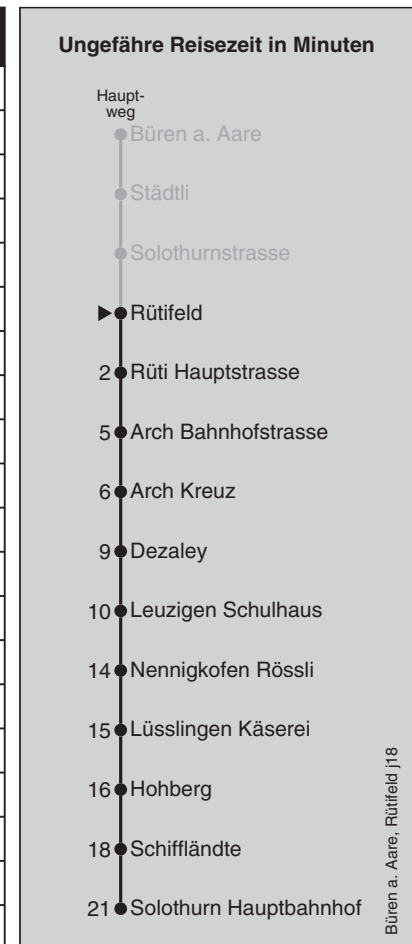 Ungefähre Reisezeit in Minuten
Haupt-
weg
Büren a. Aare
Städtli
Solothurnstrasse
Rütifeld
2 Rüti Hauptstrasse
5 Arch Bahnhofstrasse
6 Arch Kreuz
9 Dezaley
10 Leuzigen Schulhaus
14 Nennigkofen Rössli
15 Lüsslingen Käserei
16 Hohberg
18 Schiffländte
21 Solothurn Hauptbahnhof
Büren a. Aare, Rütifeld j18